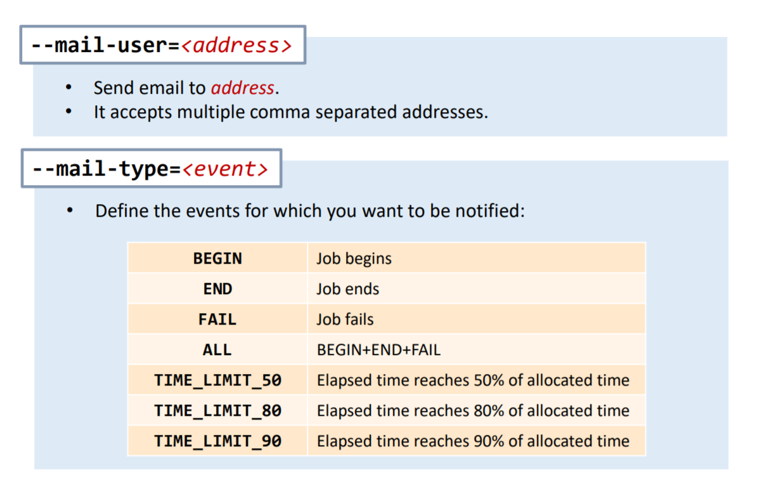 --mail-user=<address>
• Send email to address.
• It accepts multiple comma separated addresses.
--mail-type=<event>
• Define the events for which you want to be notified:
BEGIN Job begins
END Job ends
FAIL Job fails
ALL BEGIN+END+FAIL
TIME_LIMIT_50 Elapsed time reaches 50% of allocated time
TIME_LIMIT_80 Elapsed time reaches 80% of allocated time
TIME_LIMIT_90 Elapsed time reaches 90% of allocated time